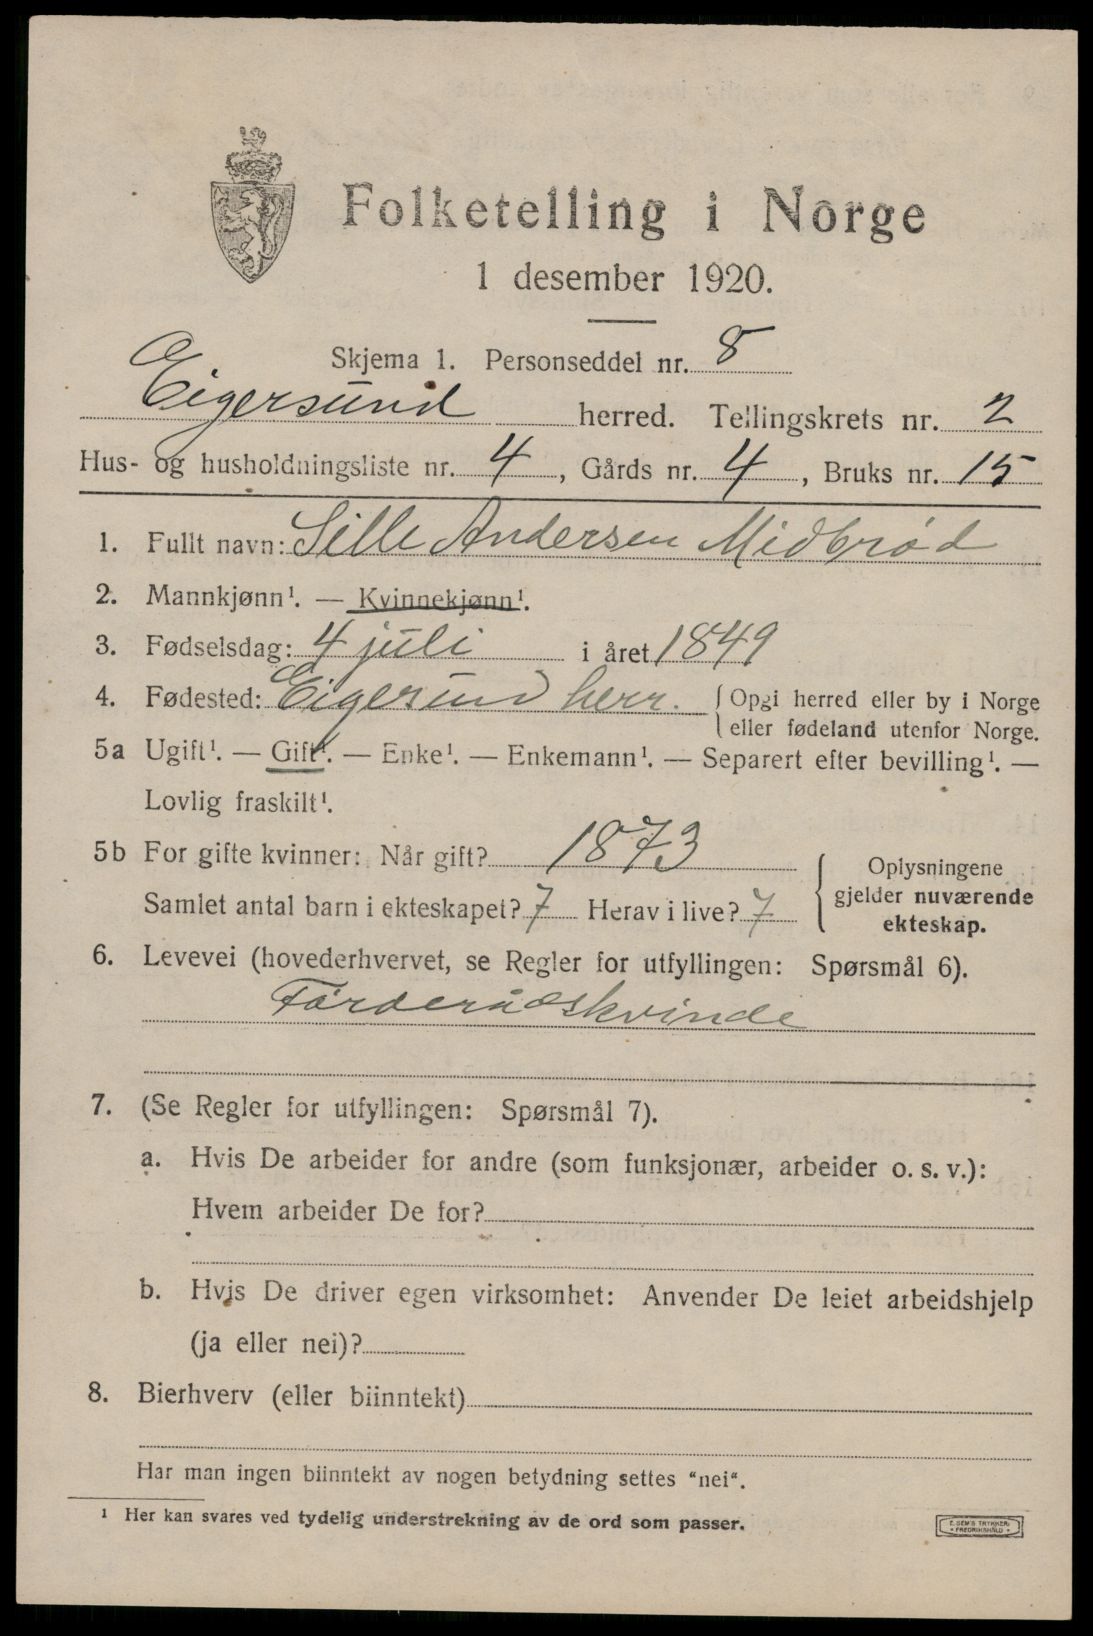 Folketelling i Norge
1 desember 1920.
Skjema 1. Personseddel nr. 8
Eigersund herred. Tellingskrets nr. 2
Hus- og husholdningsliste nr. 4, Gårds nr. 4, Bruks nr. 15
1. Fullt navn: Sille Andersen Midbrød
2. Mannkjønn¹. — Kvinnekjønn¹.
3. Fødselsdag: 4 juli i året 1849
4. Fødested: Eigersund herr. { Opgi herred eller by i Norge
eller fødeland utenfor Norge.
5a Ugift¹. — Gift¹. — Enke¹. — Enkemann¹. — Separert efter bevilling¹. —
Lovlig fraskilt¹.
5b For gifte kvinner: Når gift? 1873
Samlet antal barn i ekteskapet? 7 Herav i live? 7
{ Oplysningene
gjelder nuværende
ekteskap.
6. Levevei (hovederhvervet, se Regler for utfyllingen: Spørsmål 6).
Førderådskvinde
7. (Se Regler for utfyllingen: Spørsmål 7).
a. Hvis De arbeider for andre (som funksjonær, arbeider o. s. v.):
Hvem arbeider De for?
b. Hvis De driver egen virksomhet: Anvender De leiet arbeidshjelp
(ja eller nei)?
8. Bierhverv (eller biinntekt)
Har man ingen biinntekt av nogen betydning settes "nei".
¹ Her kan svares ved tydelig understrekning av de ord som passer.
E. SEM'S TRYKKERI
FREDRIKSHALD